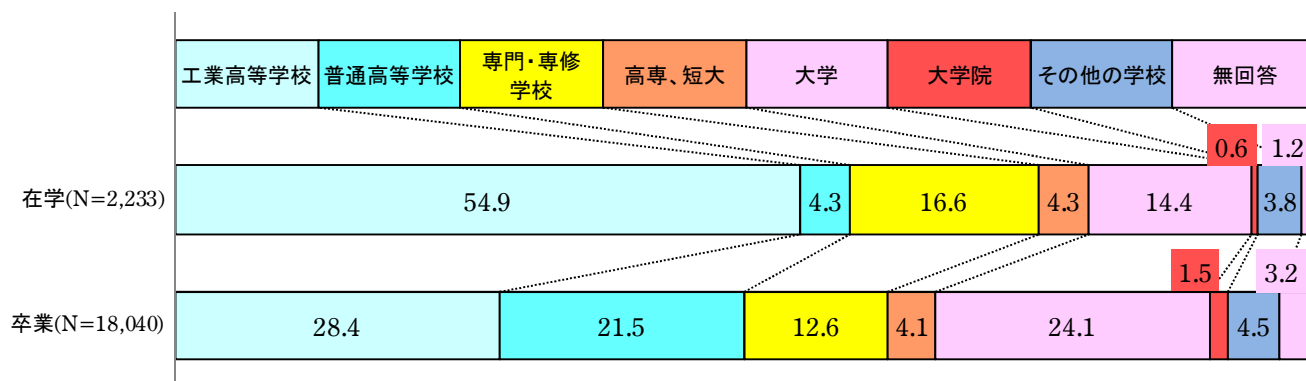 工業高等学校
普通高等学校
専門・専修
学校
高専、短大
大学
大学院
その他の学校
無回答
0.6
1.2
在学(N=2,233)
54.9
4.3
16.6
4.3
14.4
3.8
1.5
3.2
卒業(N=18,040)
28.4
21.5
12.6
4.1
24.1
4.5